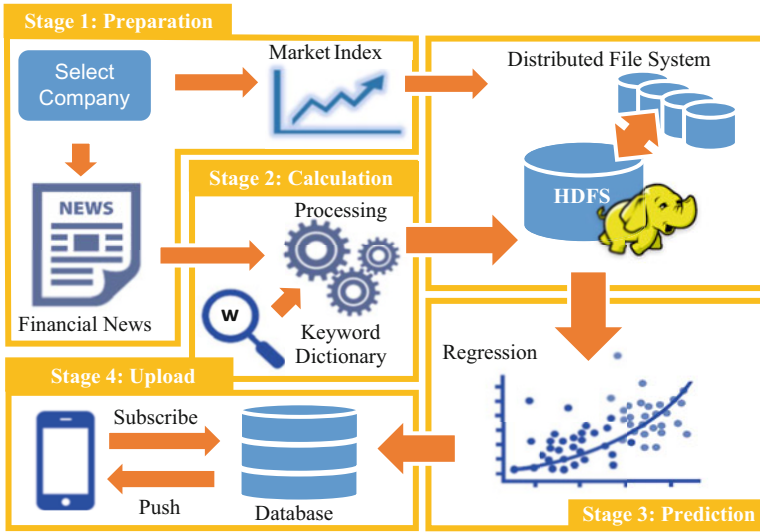 Stage 1: Preparation
Select
Company
Market Index
NEWS
Financial News
Stage 2: Calculation
Processing
W
Keyword
Dictionary
Distributed File System
HDFS
Regression
Stage 3: Prediction
Stage 4: Upload
Subscribe
Push
Database